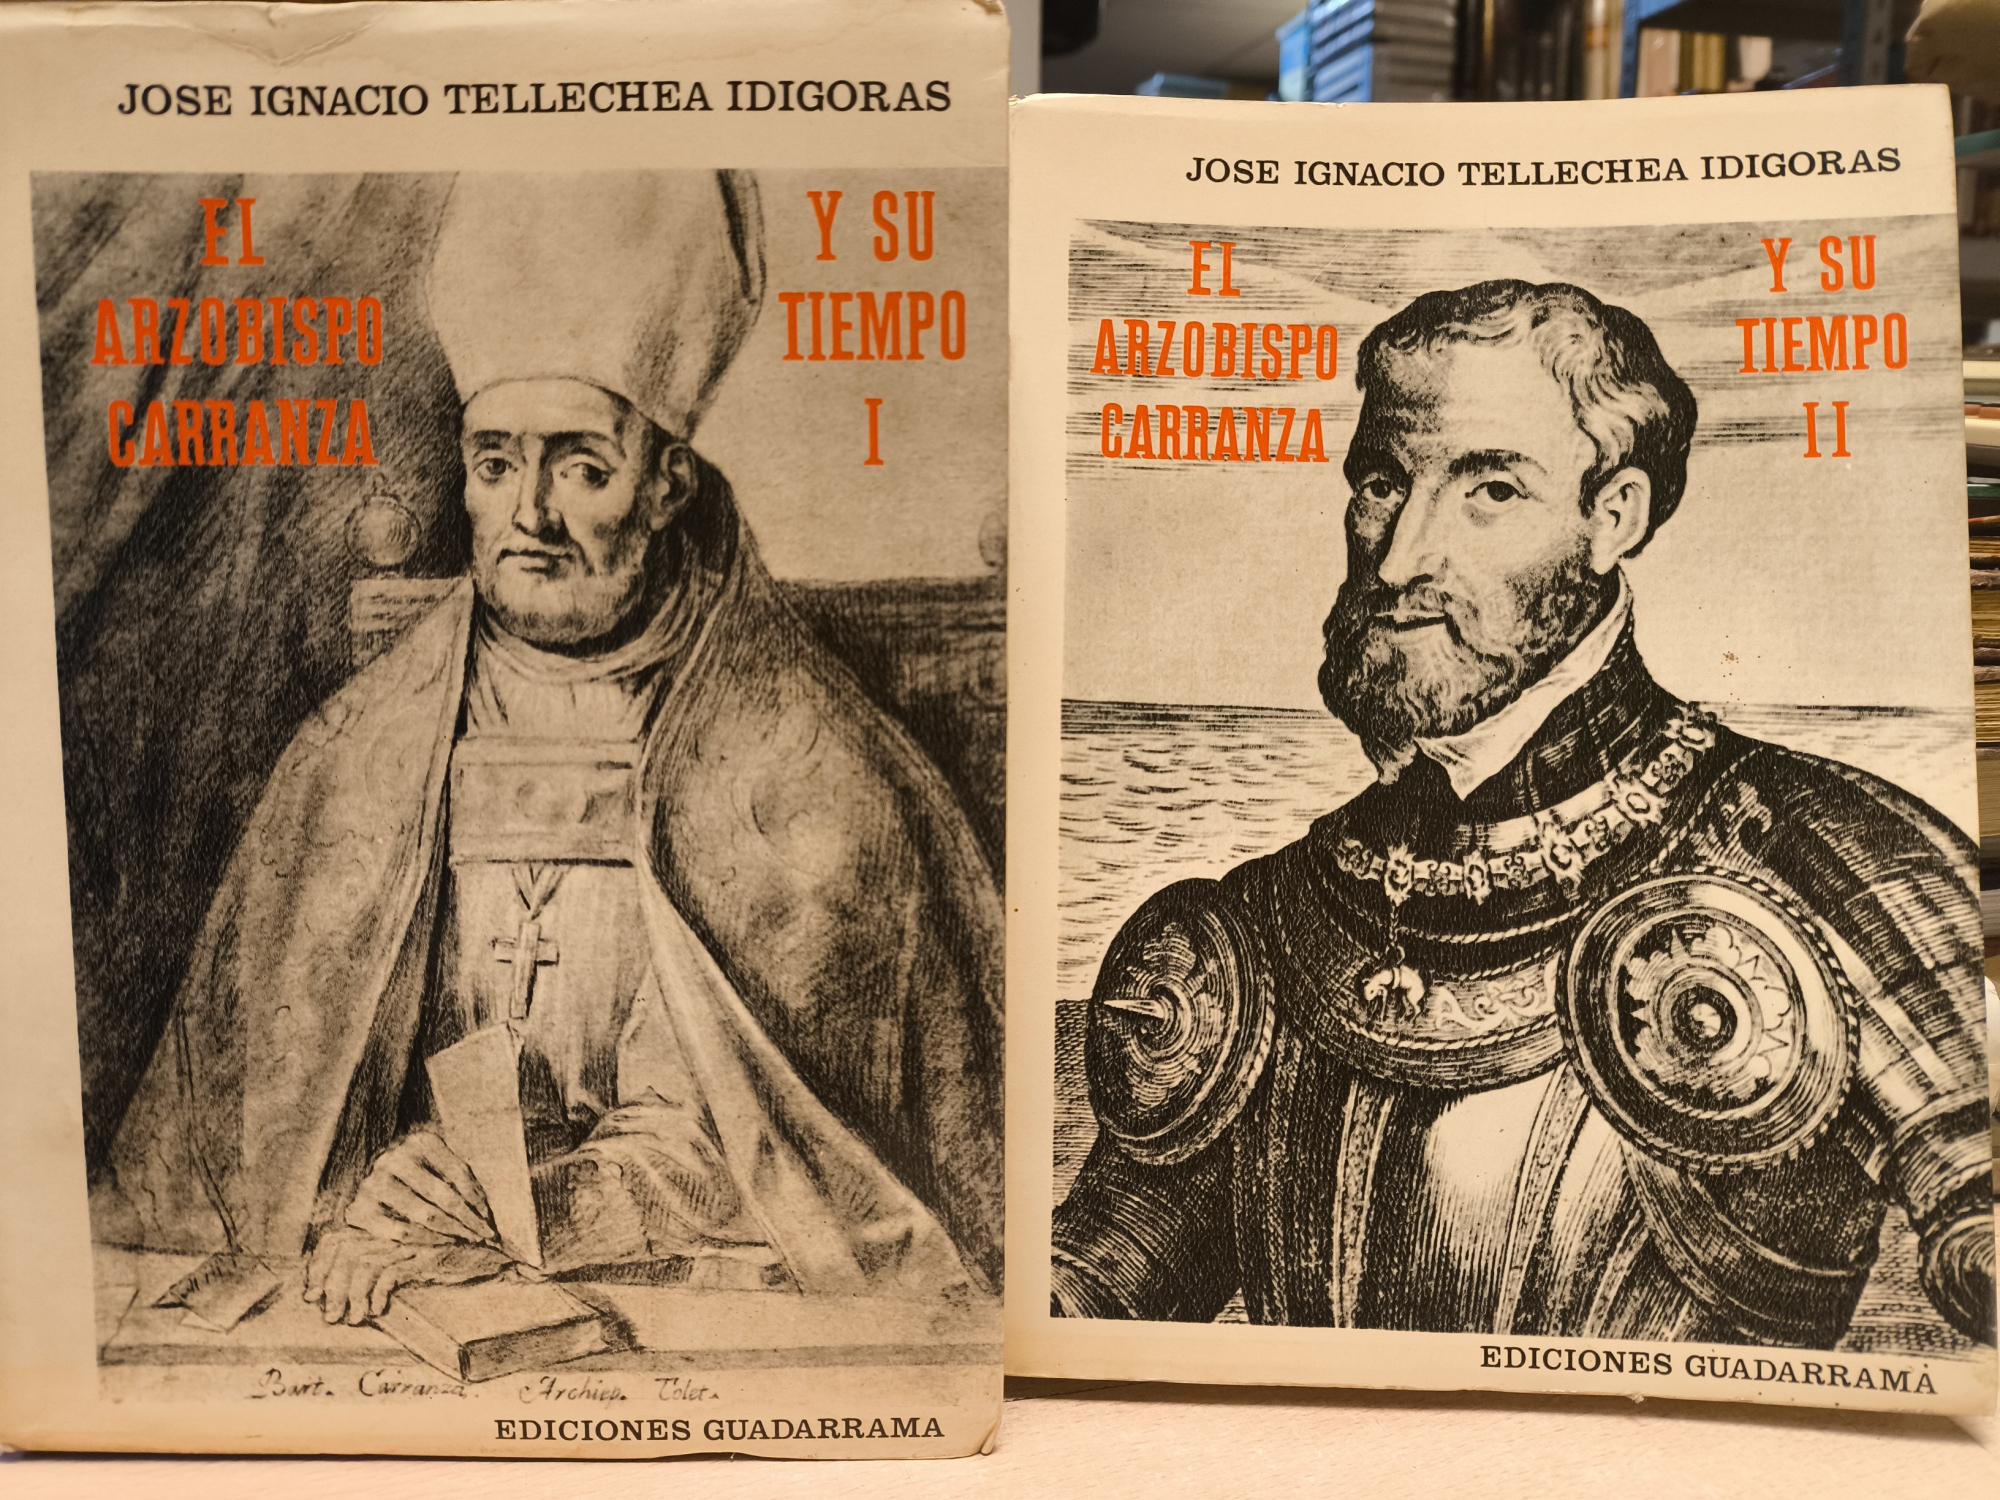 JOSE IGNACIO TELLECHEA IDIGORAS
EL
ARZOBISPO
CARRANZA
Y SU
TIEMPO
I
Bart. Carranza. Archiep. Tolet.
EDICIONES GUADARRAMA
JOSE IGNACIO TELLECHEA IDIGORAS
EL
ARZOBISPO
CARRANZA
Y SU
TIEMPO
II
EDICIONES GUADARRAMA